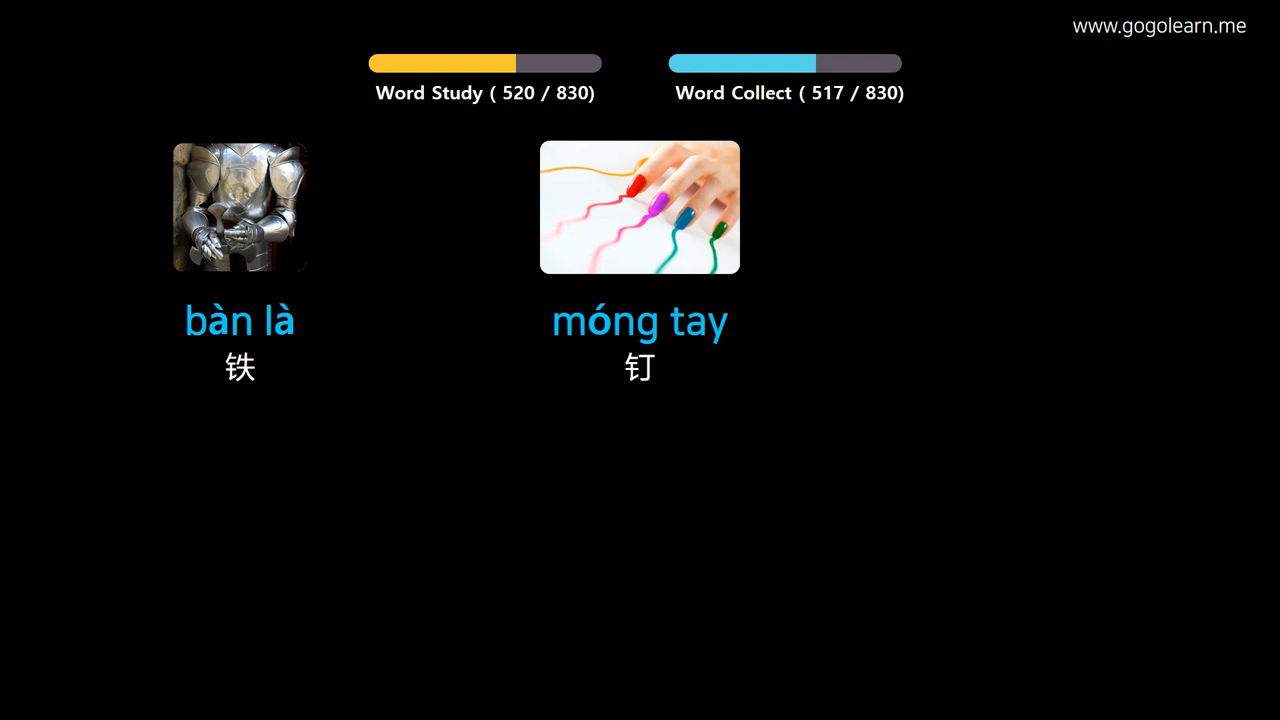 www.gogolearn.me
Word Study ( 520 / 830)
Word Collect ( 517 / 830)
bàn là
铁
móng tay
钉